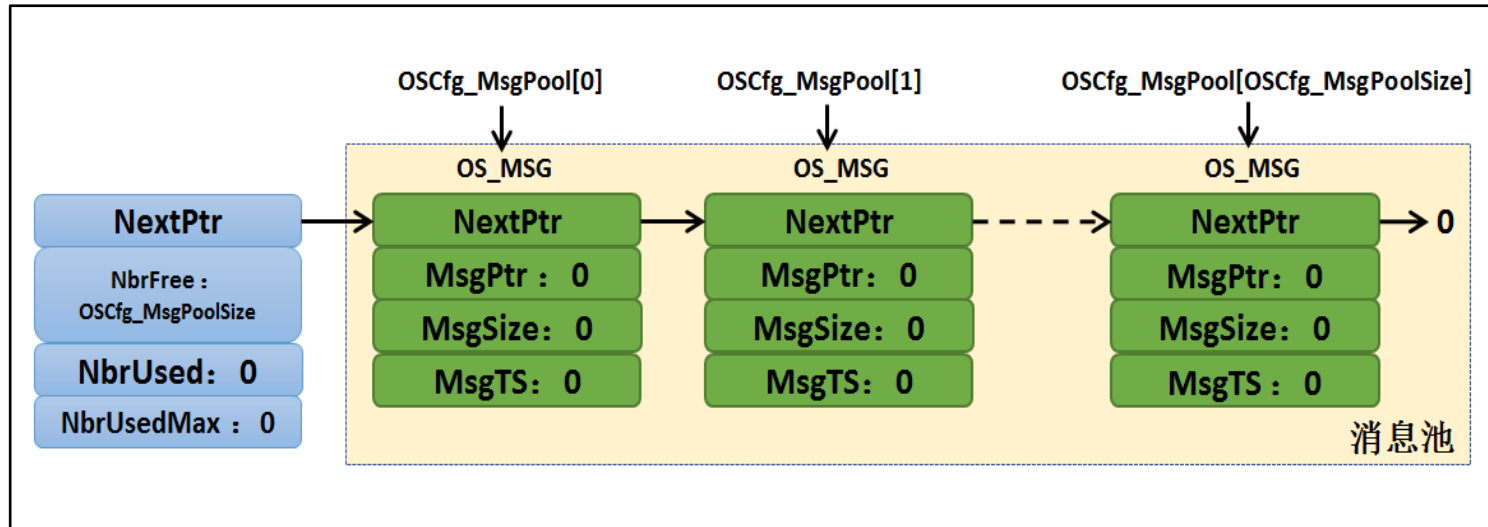 OSCfg_MsgPool[0]
OSCfg_MsgPool[1]
OSCfg_MsgPool[OSCfg_MsgPoolSize]
OS_MSG
OS_MSG
OS_MSG
NextPtr
NbrFree：
OSCfg_MsgPoolSize
NbrUsed：0
NbrUsedMax ：0
NextPtr
MsgPtr ：0
MsgSize：0
MsgTS：0
NextPtr
MsgPtr：0
MsgSize：0
MsgTS：0
NextPtr
MsgPtr：0
MsgSize：0
MsgTS ：0
0
消息池